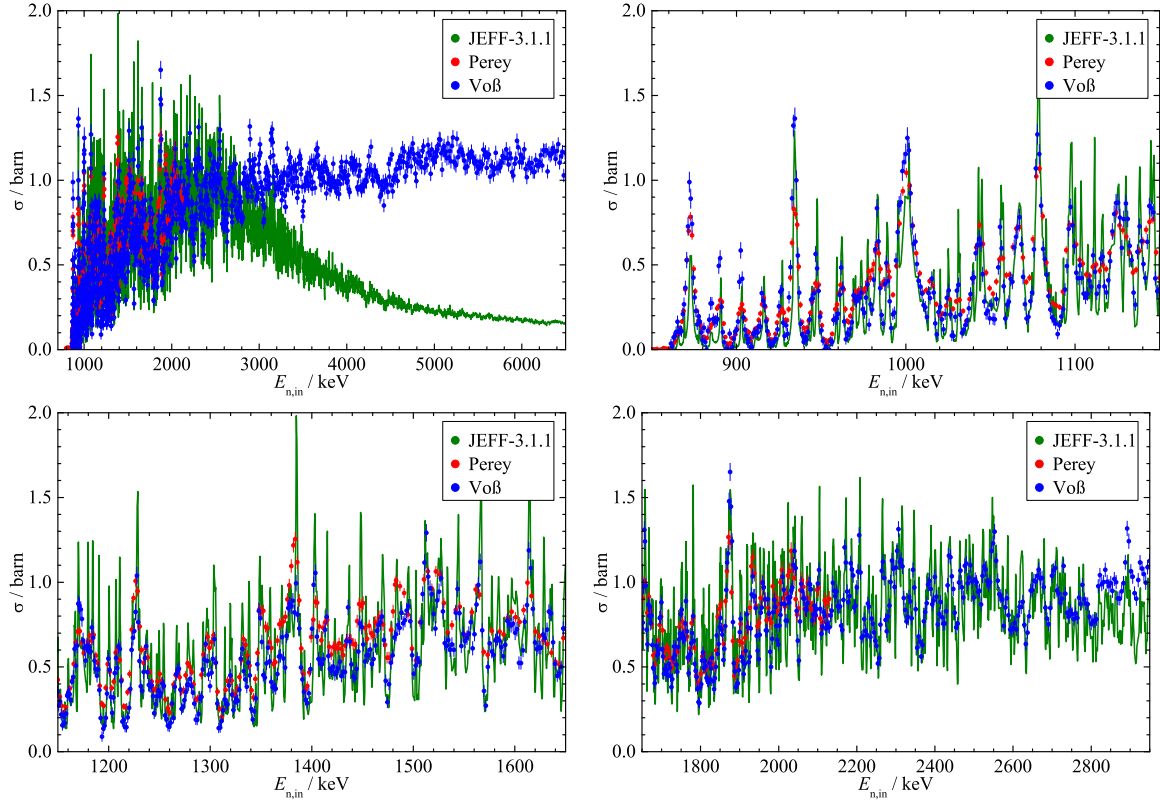 2.0
1.5
1.0
0.5
0.0
σ / barn
1000 2000 3000 4000 5000 6000
E n,in / keV
JEFF-3.1.1
Perey
Voß
2.0
1.5
1.0
0.5
0.0
σ / barn
900 1000 1100
E n,in / keV
JEFF-3.1.1
Perey
Voß
2.0
1.5
1.0
0.5
0.0
σ / barn
1200 1300 1400 1500 1600
E n,in / keV
JEFF-3.1.1
Perey
Voß
2.0
1.5
1.0
0.5
0.0
σ / barn
1800 2000 2200 2400 2600 2800
E n,in / keV
JEFF-3.1.1
Perey
Voß